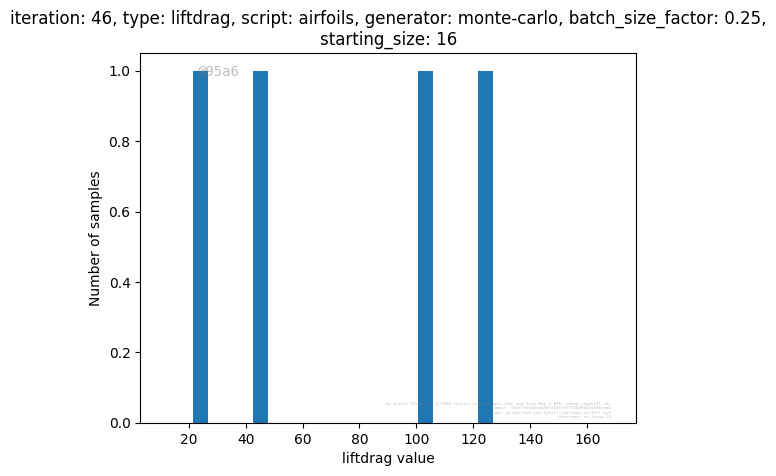 iteration: 46, type: liftdrag, script: airfoils, generator: monte-carlo, batch_size_factor: 0.25,
starting_size: 16
@95a6
1.0
0.8
0.6
0.4
0.2
0.0
Number of samples
20 40 60 80 100 120 140 160
liftdrag value